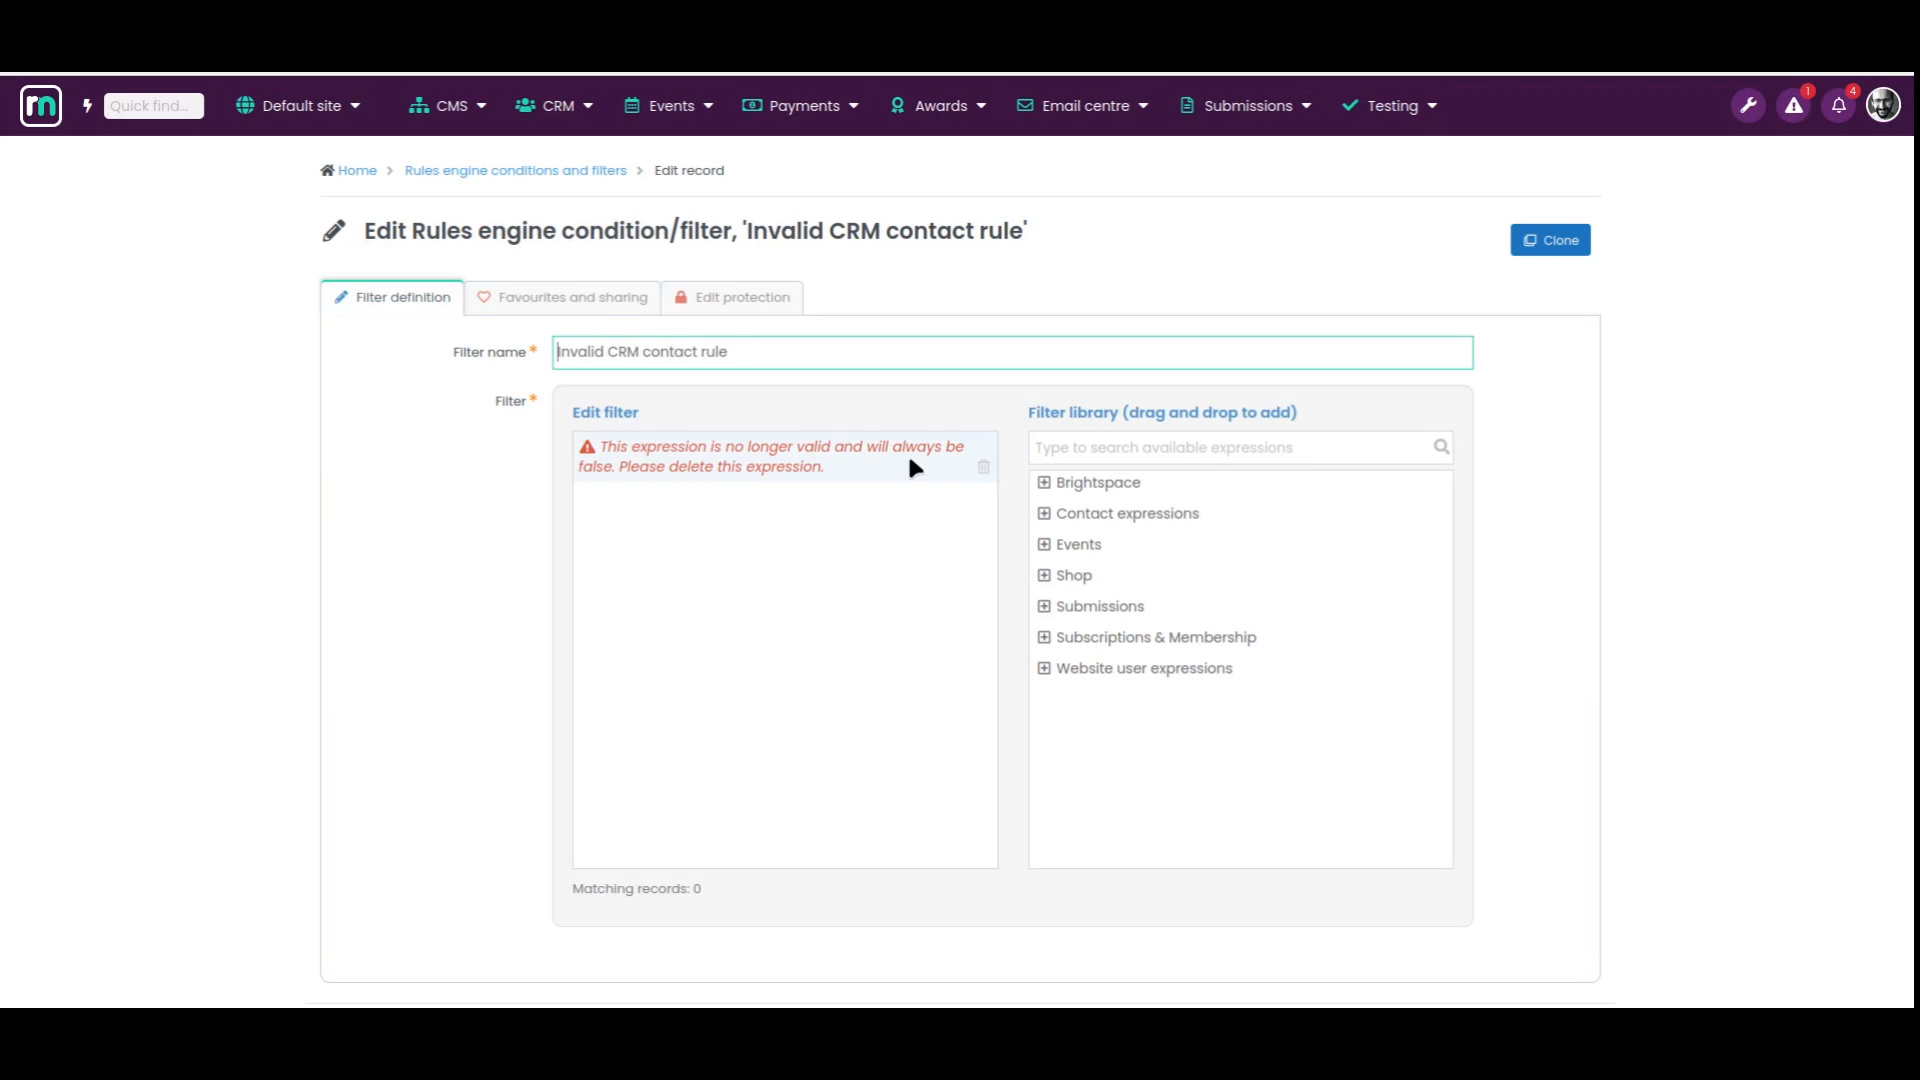 rn Quick find... Default site CMS CRM Events Payments Awards Email centre Submissions Testing 1 4
Home > Rules engine conditions and filters > Edit record
Edit Rules engine condition/filter, 'Invalid CRM contact rule'
Clone
Filter definition Favourites and sharing Edit protection
Filter name * Invalid CRM contact rule
Filter *
Edit filter
This expression is no longer valid and will always be
false. Please delete this expression.
Matching records: 0
Filter library (drag and drop to add)
Type to search available expressions
Brightspace
Contact expressions
Events
Shop
Submissions
Subscriptions & Membership
Website user expressions